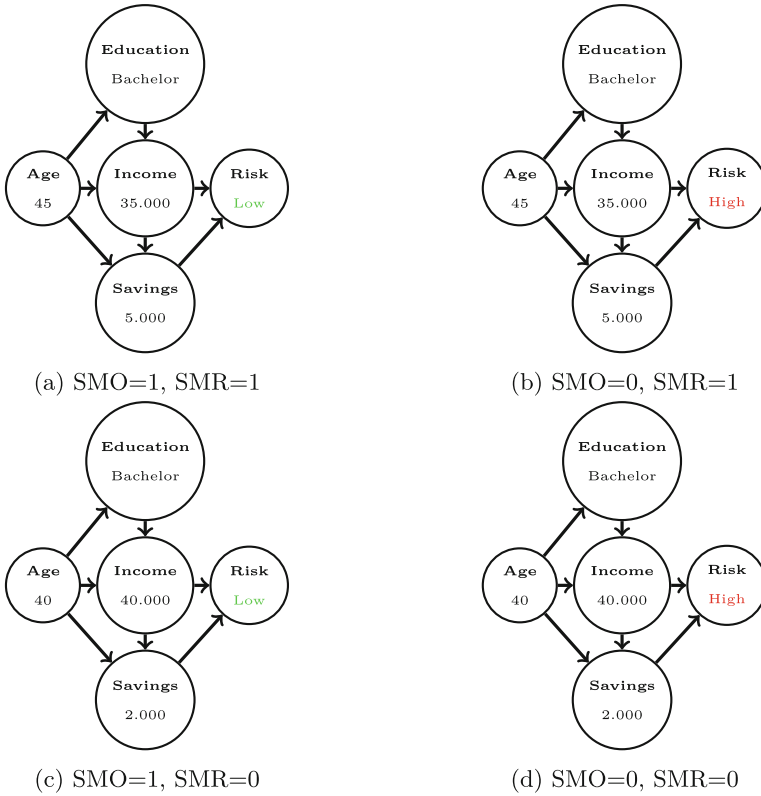 Education
Bachelor
Age
45
Income
35.000
Risk
Low
Savings
5.000
(a) SMO=1, SMR=1
Education
Bachelor
Age
45
Income
35.000
Risk
High
Savings
5.000
(b) SMO=0, SMR=1
Education
Bachelor
Age
40
Income
40.000
Risk
Low
Savings
2.000
(c) SMO=1, SMR=0
Education
Bachelor
Age
40
Income
40.000
Risk
High
Savings
2.000
(d) SMO=0, SMR=0